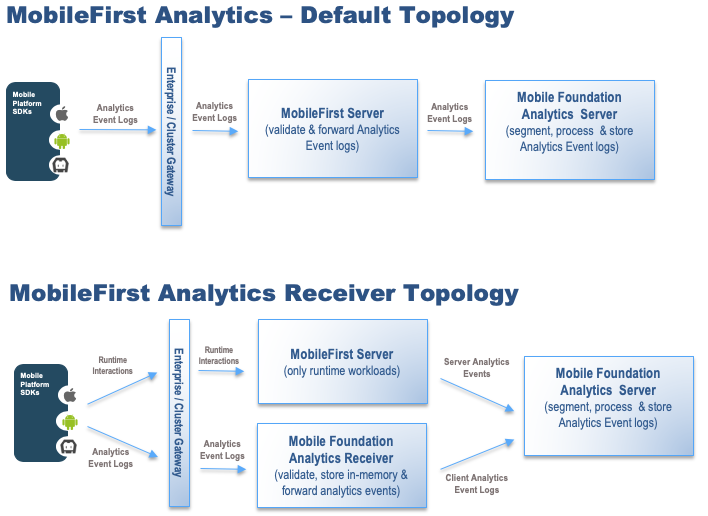 MobileFirst Analytics – Default Topology
Mobile
Platform
SDKs
Analytics
Event Logs
Enterprise / Cluster Gateway
Analytics
Event Logs
MobileFirst Server
(validate & forward Analytics
Event logs)
Analytics
Event Logs
Mobile Foundation
Analytics Server
(segment, process & store
Analytics Event logs)
MobileFirst Analytics Receiver Topology
Mobile
Platform
SDKs
Runtime
Interactions
Analytics
Event Logs
Enterprise / Cluster Gateway
Runtime
Interactions
Analytics
Event Logs
MobileFirst Server
(only runtime workloads)
Mobile Foundation
Analytics Receiver
(validate, store in-memory &
forward analytics events)
Server Analytics
Events
Client Analytics
Event Logs
Mobile Foundation
Analytics Server
(segment, process & store
Analytics Event logs)